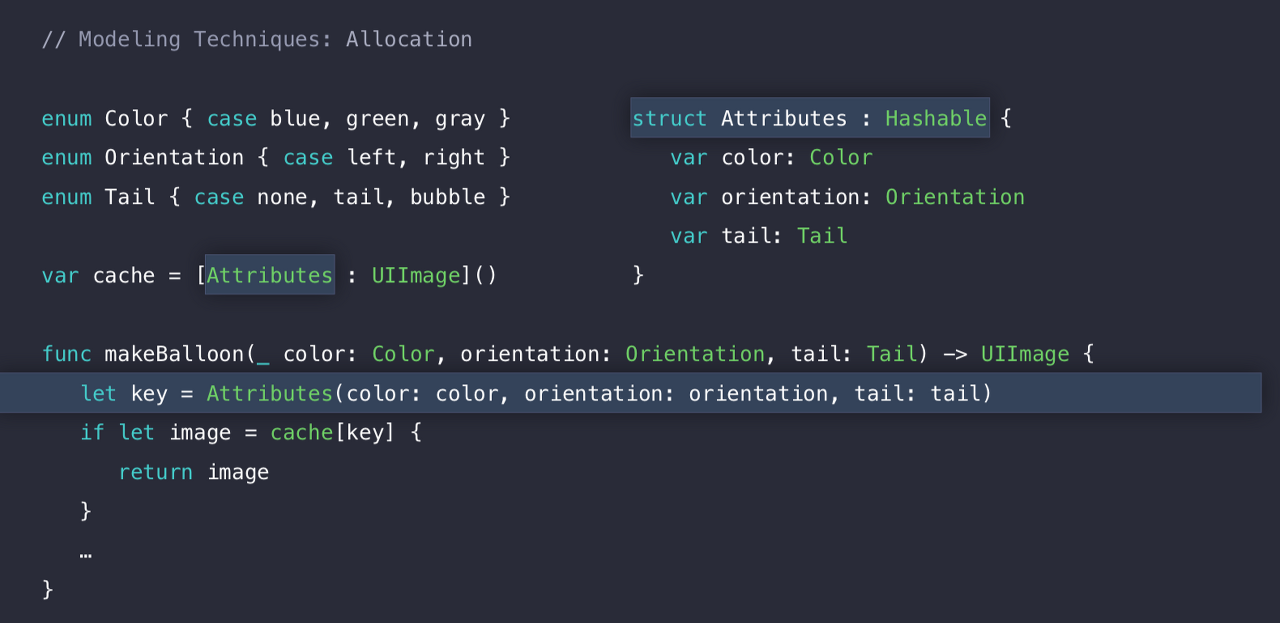 // Modeling Techniques: Allocation
enum Color { case blue, green, gray }
enum Orientation { case left, right }
enum Tail { case none, tail, bubble }
var cache = [Attributes : UIImage]()
struct Attributes : Hashable {
var color: Color
var orientation: Orientation
var tail: Tail
}
func makeBalloon(_ color: Color, orientation: Orientation, tail: Tail) -> UIImage {
let key = Attributes(color: color, orientation: orientation, tail: tail)
if let image = cache[key] {
return image
}
…
}